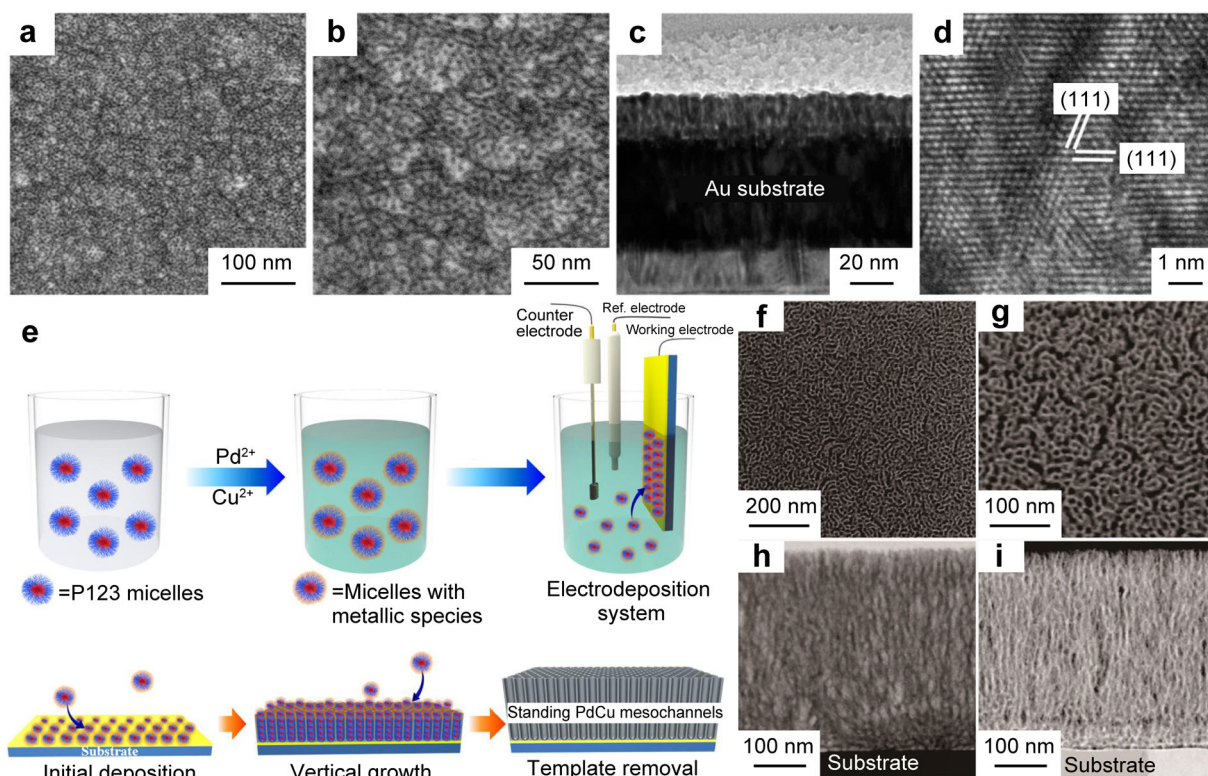 a
100 nm
b
50 nm
c
Au substrate
20 nm
d
(111)
(111)
1 nm
e
Pd²⁺
Cu²⁺
Counter
electrode
Ref. electrode
Working electrode
=P123 micelles
=Micelles with
metallic species
Electrodeposition
system
Substrate
Initial deposition
Vertical growth
Standing PdCu mesochannels
Template removal
f
200 nm
g
100 nm
h
100 nm
Substrate
i
100 nm
Substrate